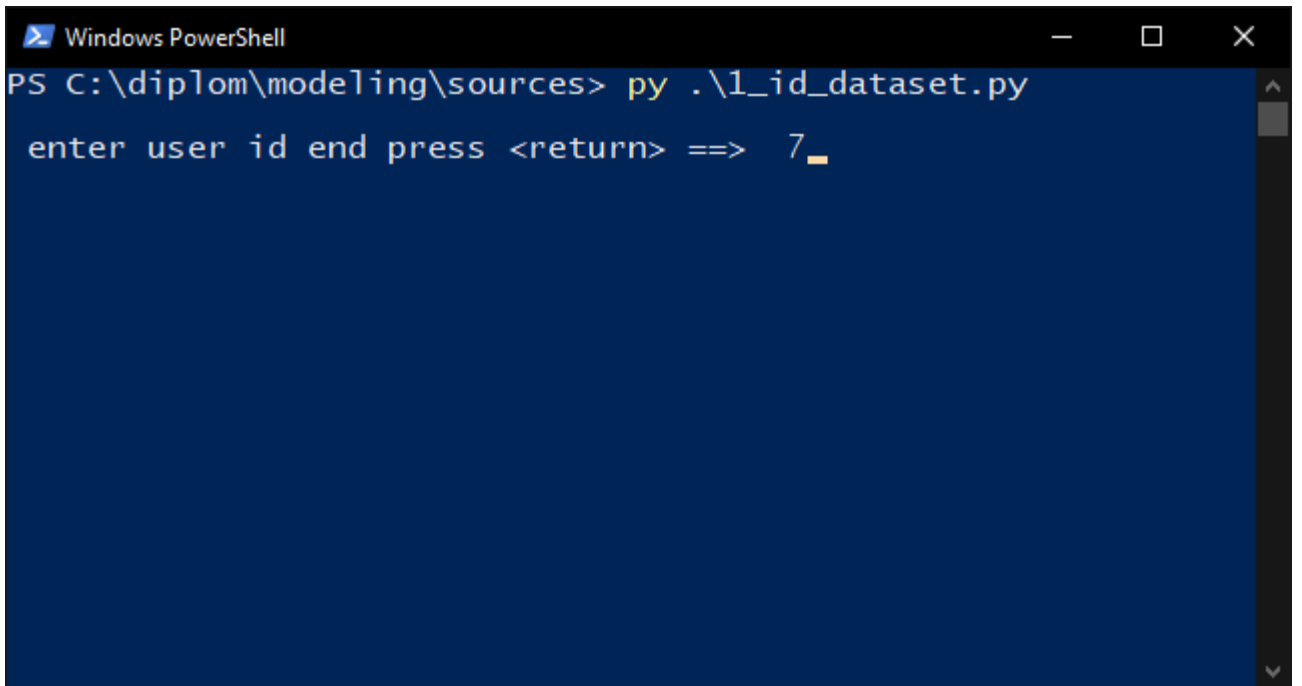 Windows PowerShell
PS C:\diplom\modeling\sources> py .\1_id_dataset.py
enter user id end press <return> ==>  7